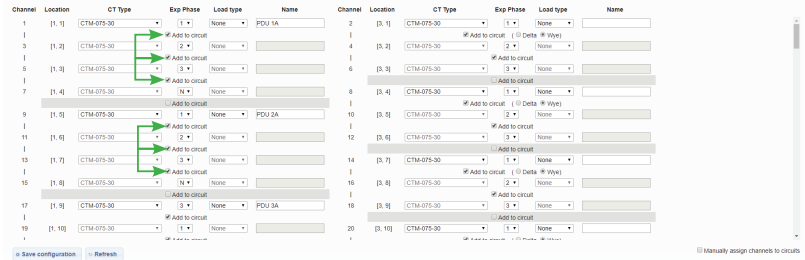 Channel Location CT Type Exp Phase Load type Name Channel Location CT Type Exp Phase Load type Name
1 [1, 1] CTM-075-30 1 None PDU 1A 2 [3, 1] CTM-075-30 1 None
| Add to circuit | Add to circuit ( Delta Wye)
3 [1, 2] CTM-075-30 2 None 4 [3, 2] CTM-075-30 2 None
| Add to circuit | Add to circuit
5 [1, 3] CTM-075-30 3 None 6 [3, 3] CTM-075-30 3 None
| Add to circuit Add to circuit
7 [1, 4] CTM-075-30 N None 8 [3, 4] CTM-075-30 1 None
Add to circuit | Add to circuit ( Delta Wye)
9 [1, 5] CTM-075-30 1 None PDU 2A 10 [3, 5] CTM-075-30 2 None
| Add to circuit | Add to circuit
11 [1, 6] CTM-075-30 2 None 12 [3, 6] CTM-075-30 3 None
| Add to circuit Add to circuit
13 [1, 7] CTM-075-30 3 None 14 [3, 7] CTM-075-30 1 None
| Add to circuit | Add to circuit ( Delta Wye)
15 [1, 8] CTM-075-30 N None 16 [3, 8] CTM-075-30 2 None
Add to circuit | Add to circuit
17 [1, 9] CTM-075-30 3 None PDU 3A 18 [3, 9] CTM-075-30 3 None
| Add to circuit Add to circuit
19 [1, 10] CTM-075-30 1 None 20 [3, 10] CTM-075-30 1 None
| Add to circuit | Add to circuit ( Delta Wye)
Save configuration Refresh Manually assign channels to circuits